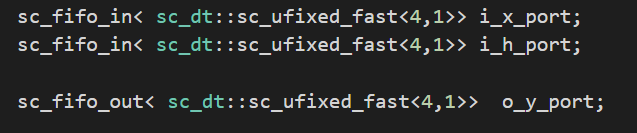 sc_fifo_in< sc_dt::sc_ufixed_fast<4,1>> i_x_port;
sc_fifo_in< sc_dt::sc_ufixed_fast<4,1>> i_h_port;
sc_fifo_out< sc_dt::sc_ufixed_fast<4,1>>  o_y_port;